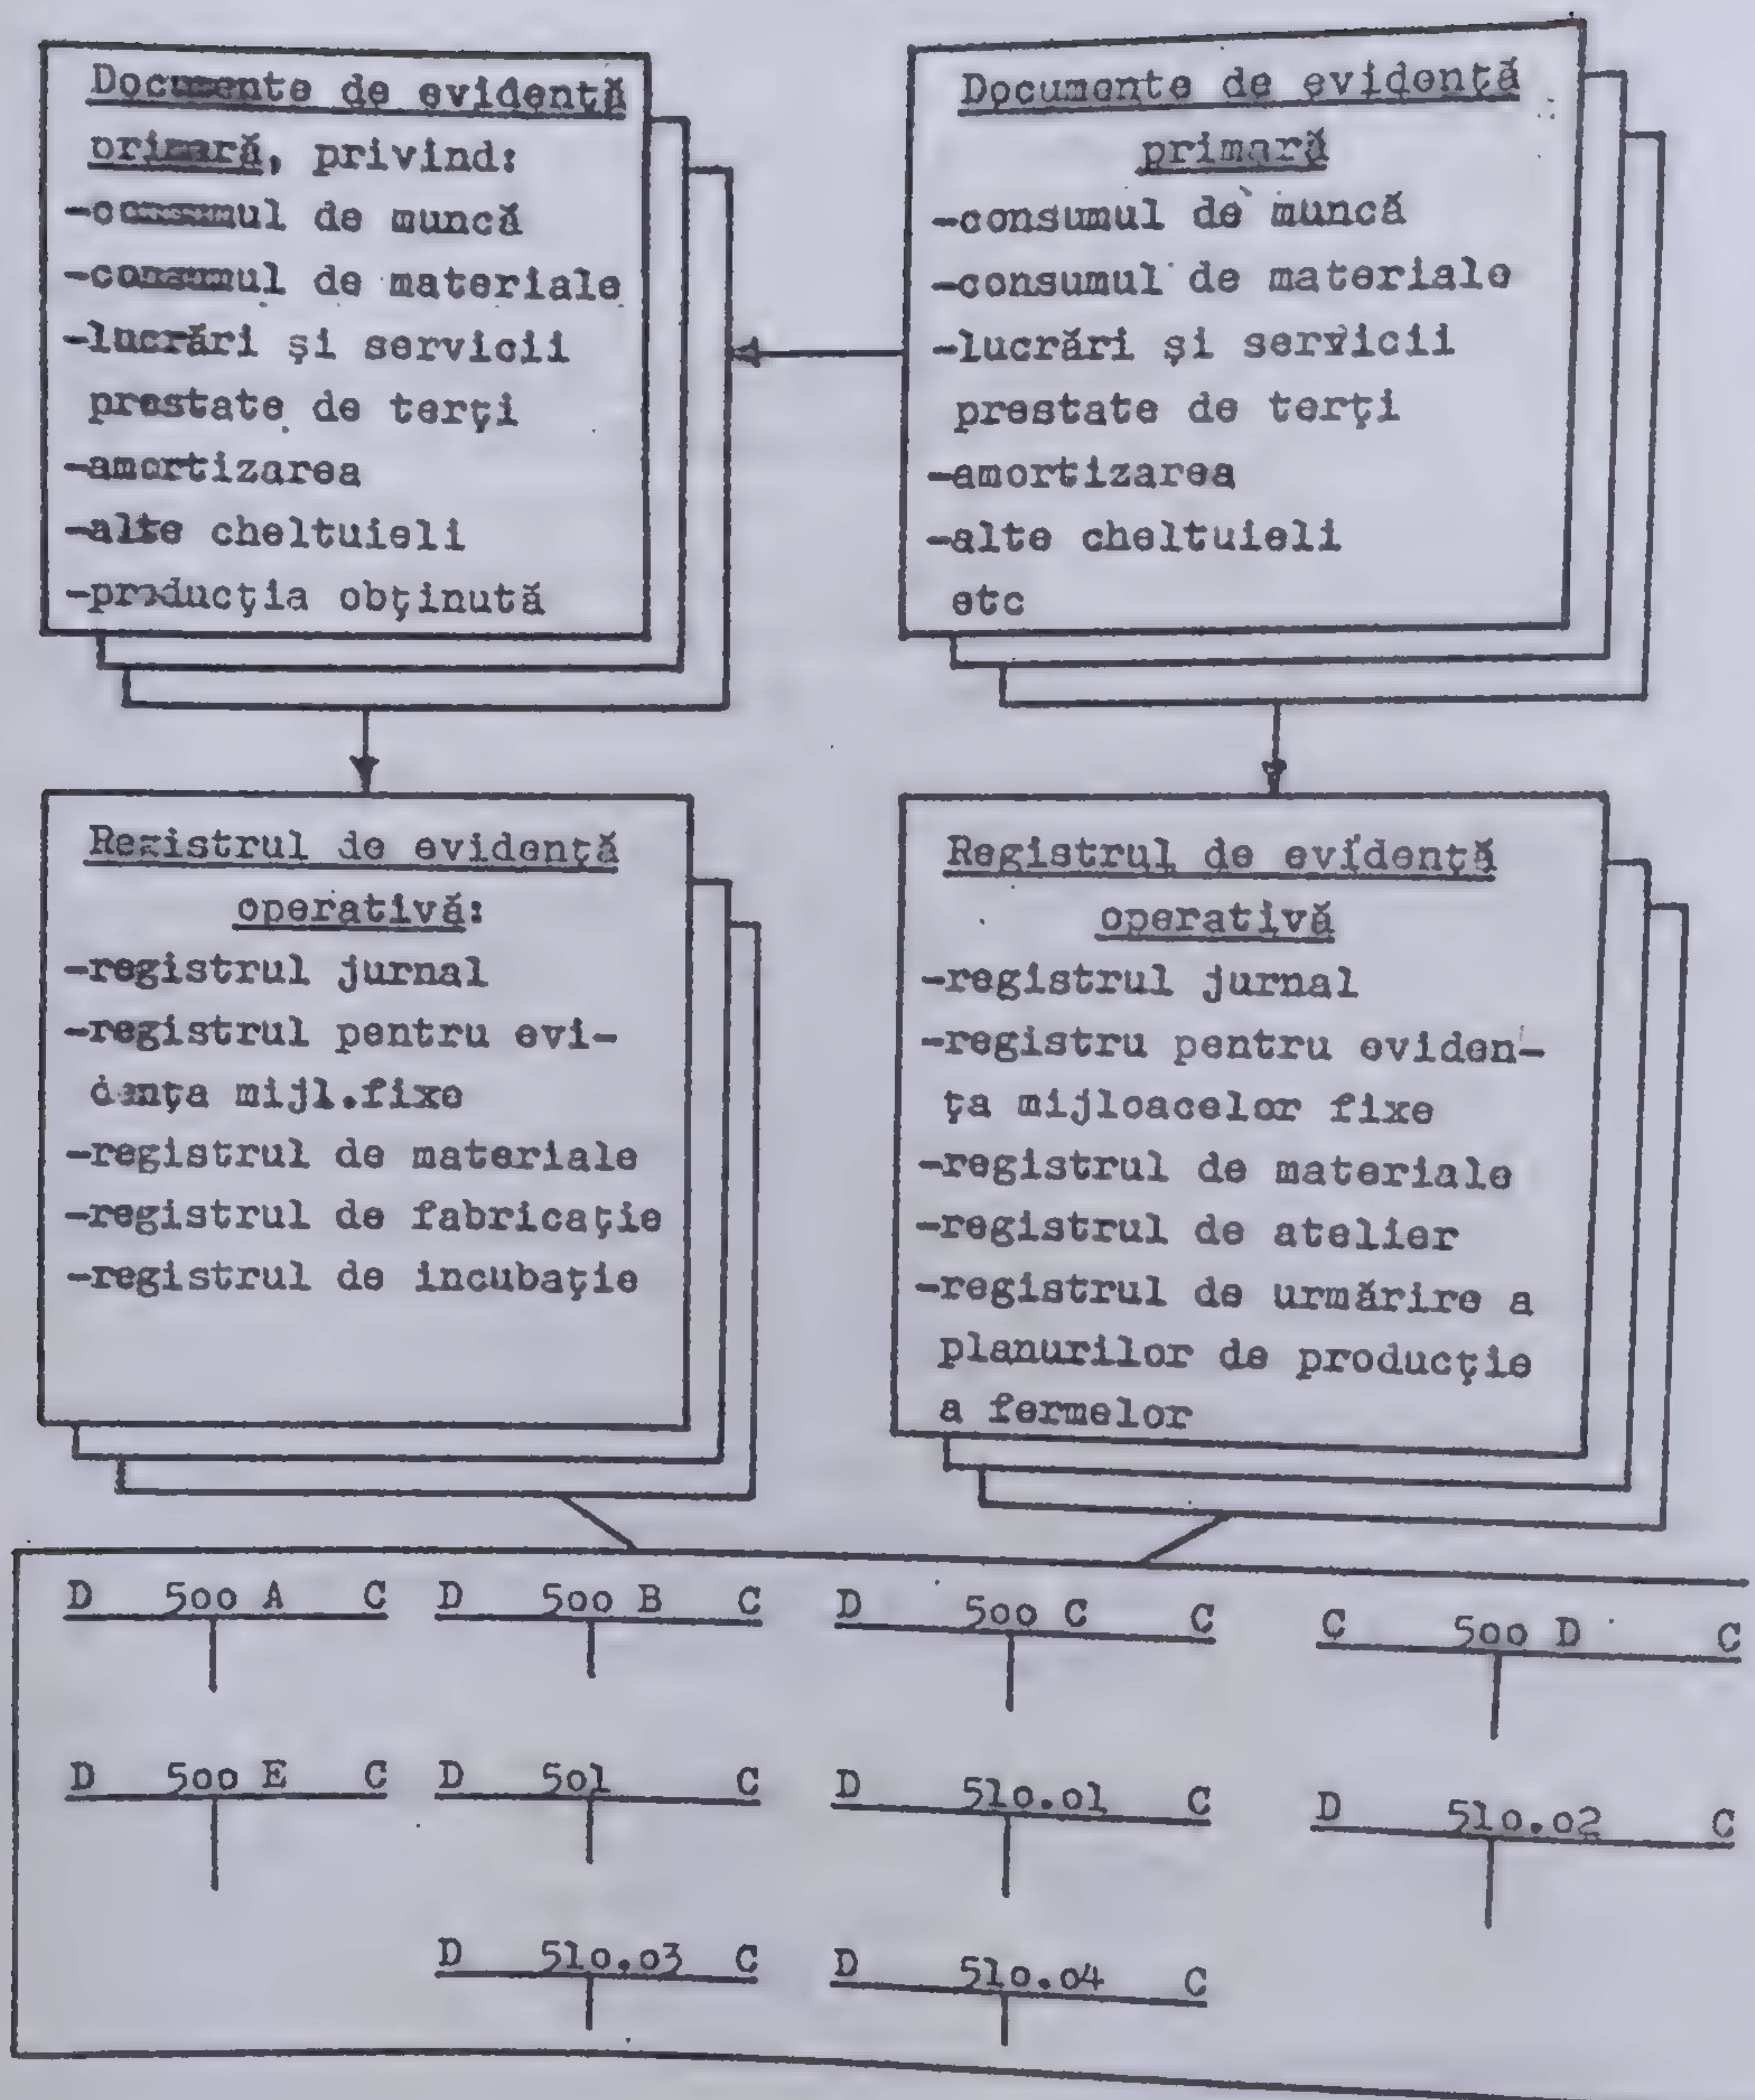 Documente de evidență
primară, privind:
-consumul de muncă
-consumul de materiale
-lucrări și servicii
prestate de terți
-amortizarea
-alte cheltuieli
-producția obținută
Documente de evidență
primară
-consumul de muncă
-consumul de materiale
-lucrări și servicii
prestate de terți
-amortizarea
-alte cheltuieli
etc
Registrul de evidență
operativă:
-registrul jurnal
-registrul pentru evi-
dența mijl.fixe
-registrul de materiale
-registrul de fabricație
-registrul de incubație
Registrul de evidență
operativă
-registrul jurnal
-registru pentru eviden-
ța mijloacelor fixe
-registrul de materiale
-registrul de atelier
-registrul de urmărire a
planurilor de producție
a fermelor
D 500 A C D 500 B C D 500 C C C 500 D C
D 500 E C D 501 C D 510.01 C D 510.02 C
D 510.03 C D 510.04 C